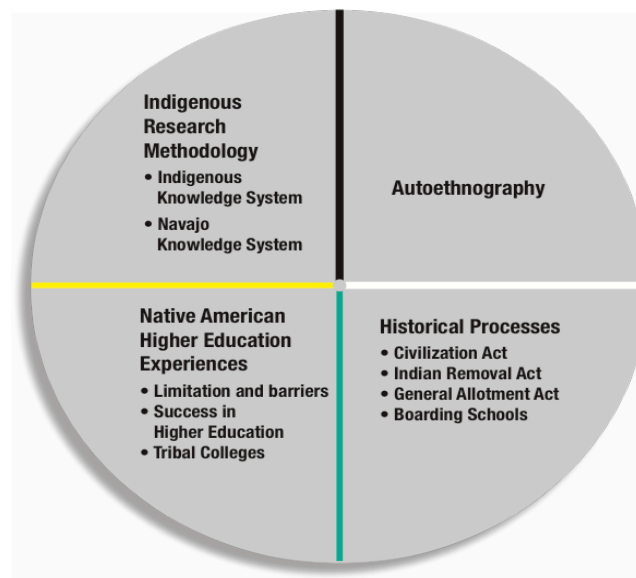 Indigenous
Research
Methodology
• Indigenous
Knowledge System
• Navajo
Knowledge System
Autoethnography
Native American
Higher Education
Experiences
• Limitation and barriers
• Success in
Higher Education
• Tribal Colleges
Historical Processes
• Civilization Act
• Indian Removal Act
• General Allotment Act
• Boarding Schools